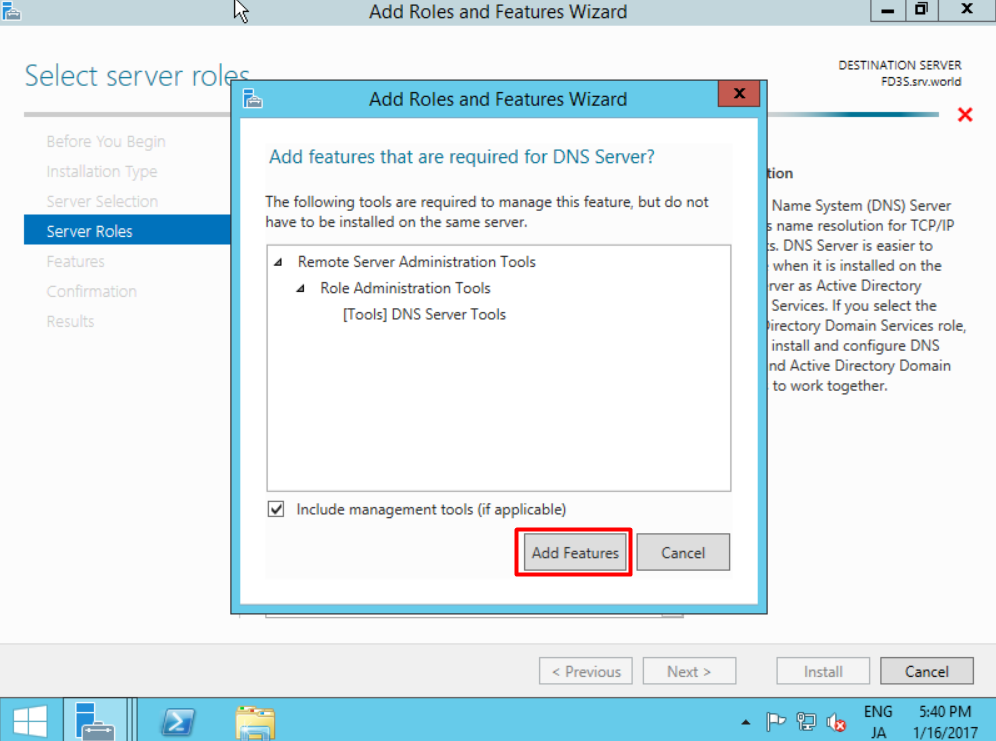 Add Roles and Features Wizard
Select server roles
DESTINATION SERVER
FD3S.srv.world
Before You Begin
Installation Type
Server Selection
Server Roles
Features
Confirmation
Results
Add Roles and Features Wizard
Add features that are required for DNS Server?
The following tools are required to manage this feature, but do not
have to be installed on the same server.
Remote Server Administration Tools
Role Administration Tools
[Tools] DNS Server Tools
Include management tools (if applicable)
Add Features
Cancel
Name System (DNS) Server
name resolution for TCP/IP
DNS Server is easier to
when it is installed on the
as Active Directory
Services. If you select the
Domain Services role,
install and configure DNS
Active Directory Domain
to work together.
< Previous
Next >
Install
Cancel
ENG
JA
5:40 PM
1/16/2017